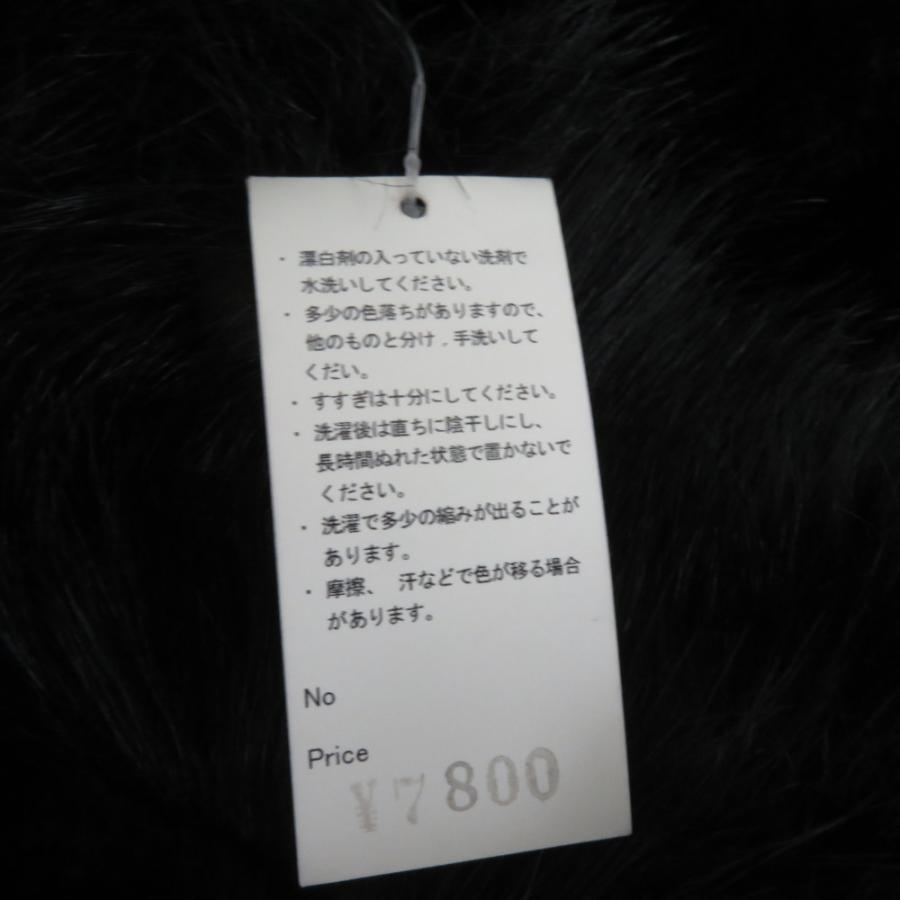 ・漂白剤の入っていない洗剤で
水洗いしてください。
・多少の色落ちがありますので、
他のものと分け、手洗いして
くだい。
・すすぎは十分にしてください。
・洗濯後は直ちに陰干しにし、
長時間ぬれた状態で置かないで
ください。
・洗濯で多少の縮みが出ることが
あります。
・摩擦、 汗などで色が移る場合
があります。
No
Price
¥7800